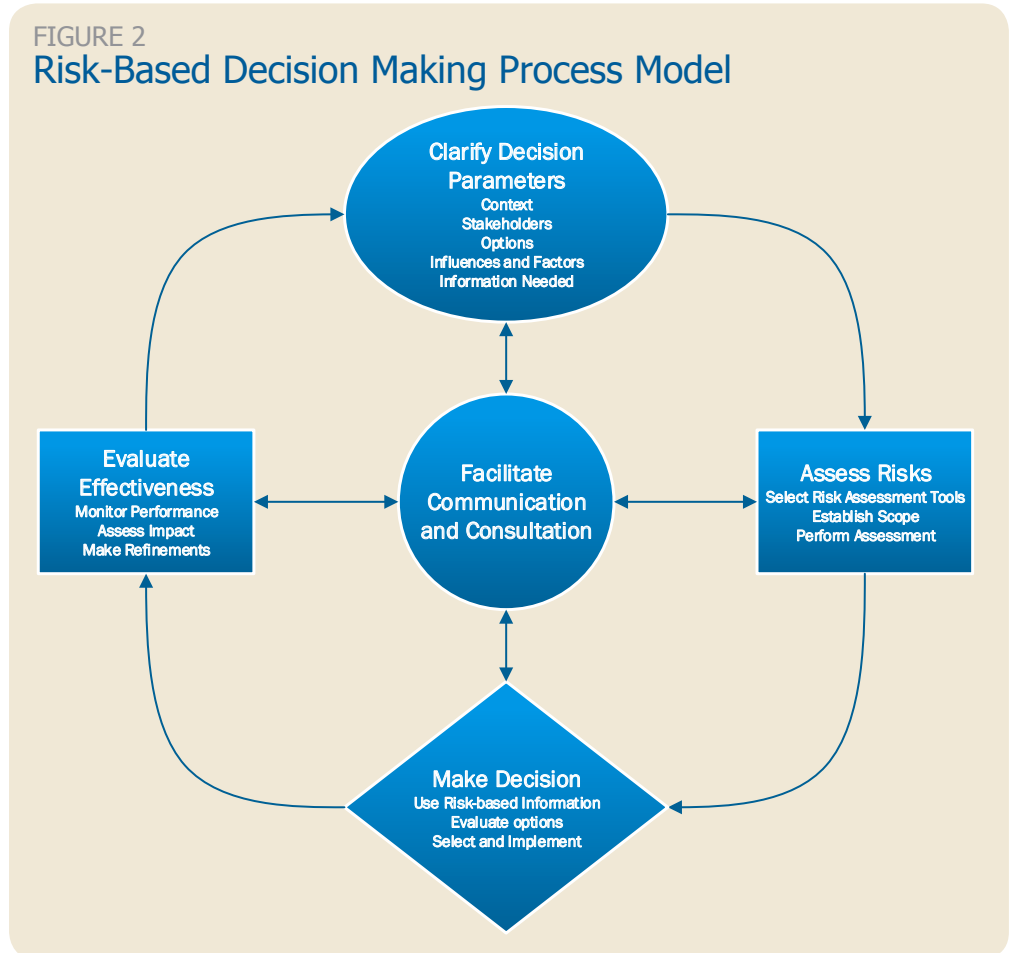 FIGURE 2
Risk-Based Decision Making Process Model
Clarify Decision
Parameters
Context
Stakeholders
Options
Influences and Factors
Information Needed
Evaluate
Effectiveness
Monitor Performance
Assess Impact
Make Refinements
Facilitate
Communication
and Consultation
Assess Risks
Select Risk Assessment Tools
Establish Scope
Perform Assessment
Make Decision
Use Risk-based Information
Evaluate options
Select and Implement